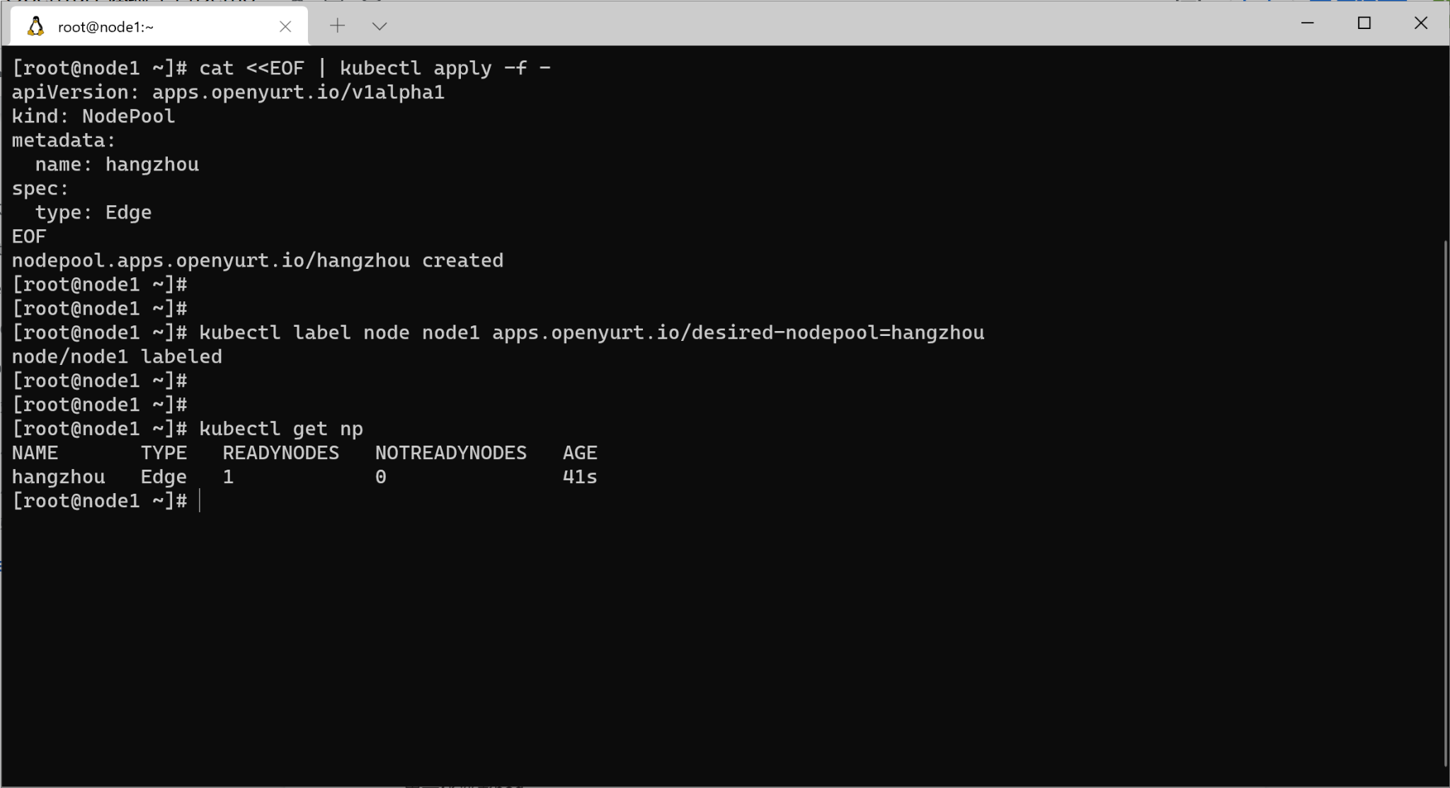 root@node1:~
[root@node1 ~]# cat <<EOF | kubectl apply -f -
apiVersion: apps.openyurt.io/v1alpha1
kind: NodePool
metadata:
  name: hangzhou
spec:
  type: Edge
EOF
nodepool.apps.openyurt.io/hangzhou created
[root@node1 ~]#
[root@node1 ~]#
[root@node1 ~]# kubectl label node node1 apps.openyurt.io/desired-nodepool=hangzhou
node/node1 labeled
[root@node1 ~]#
[root@node1 ~]#
[root@node1 ~]# kubectl get np
NAME       TYPE   READYNODES   NOTREADYNODES   AGE
hangzhou   Edge   1            0               41s
[root@node1 ~]#